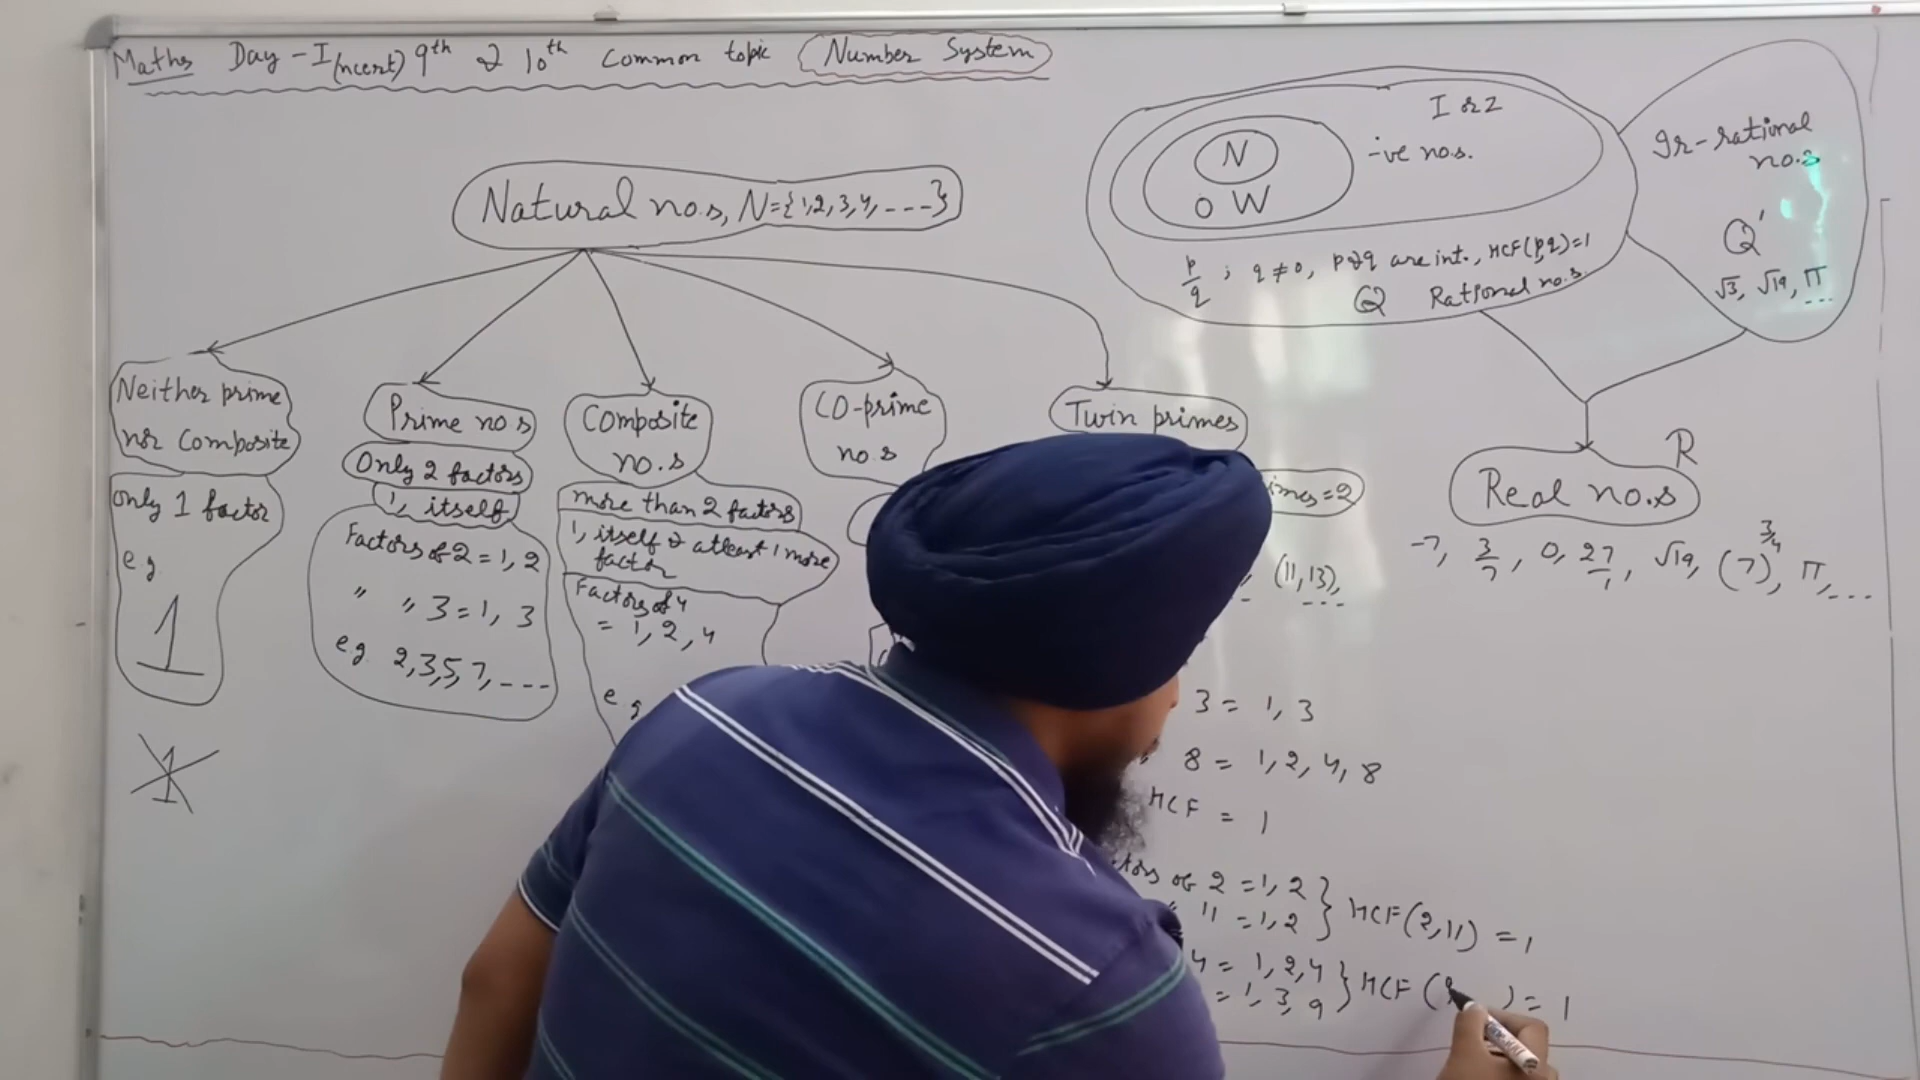 Maths Day - I (ncert) 9th & 10th Common topic Number System
Natural no.s, N={1,2,3,4,----}
Neither prime
nor Composite
only 1 factor
e.g
1
1
Prime no.s
Only 2 factors
1, itself
Factors of 2 = 1, 2
" " 3 = 1, 3
e.g. 2,3,5,7,----
Composite
no.s
more than 2 factors
1, itself & atleast 1 more
factor
Factors of 4
= 1, 2, 4
e.g
CO-prime
no.s
Twin primes
=2
(11,13),
---
3 = 1, 3
8 = 1, 2, 4, 8
HCF = 1
of 2 = 1, 2
" 11 = 1, 2 } HCF(2,11) = 1
4 = 1, 2, 4
= 1, 3, 9 } HCF ( ) = 1
N
0 W
I or Z
-ve no.s.
p/q ; q ≠ 0, p & q are int., HCF(p,q)=1
Q Rational no.s.
Ir-rational
no.s
Q'
√3, √19, π
---
R
Real no.s
-7, 3/7, 0, 27/1, √19, (7)^3/4, π, ---